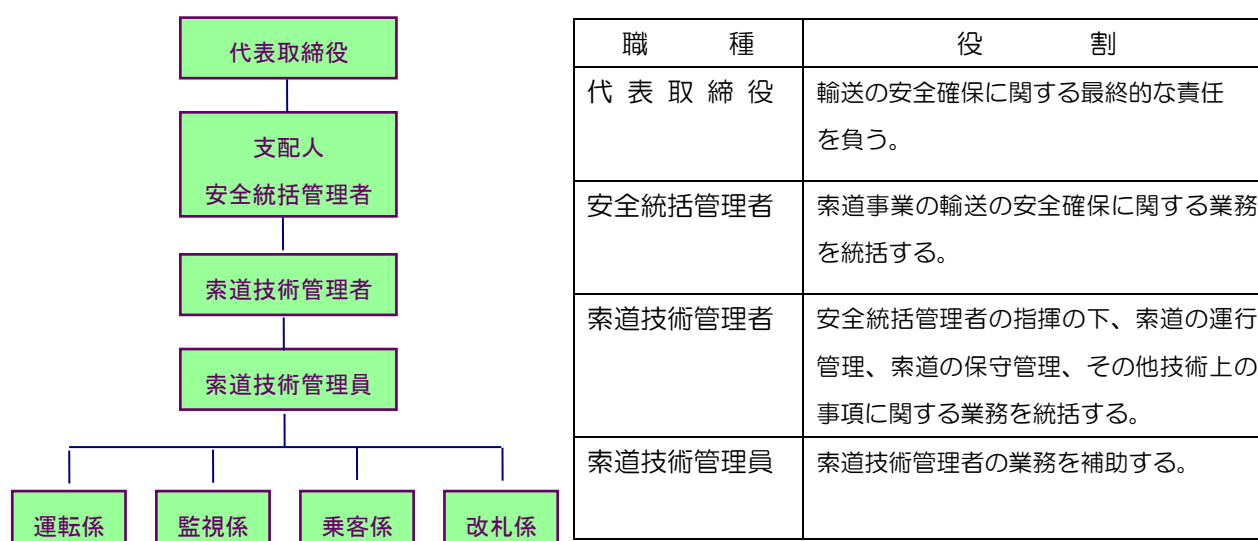 代表取締役
支配人
安全統括管理者
索道技術管理者
索道技術管理員
運転係
監視係
乗客係
改札係
職 種
役 割
代表取締役
輸送の安全確保に関する最終的な責任
を負う。
安全統括管理者
索道事業の輸送の安全確保に関する業務
を統括する。
索道技術管理者
安全統括管理者の指揮の下、索道の運行
管理、索道の保守管理、その他技術上の
事項に関する業務を統括する。
索道技術管理員
索道技術管理者の業務を補助する。